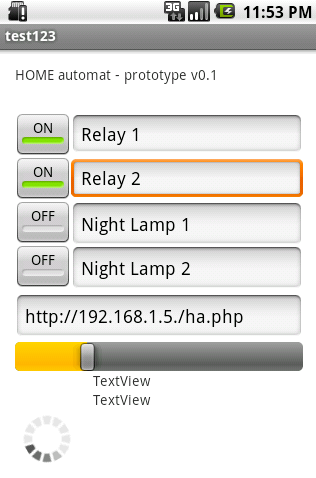 3G 11:53 PM
test123
HOME automat - prototype v0.1
ON Relay 1
ON Relay 2
OFF Night Lamp 1
OFF Night Lamp 2
http://192.168.1.5./ha.php
TextView
TextView